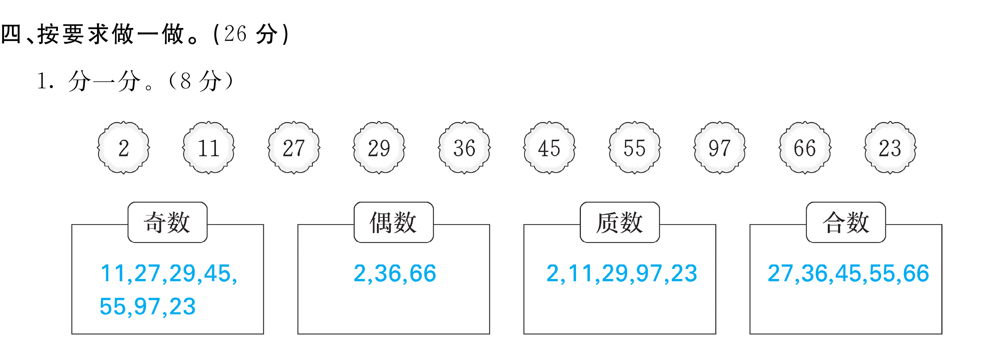 四、按要求做一做。(26 分)
1. 分一分。(8 分)
2 11 27 29 36 45 55 97 66 23
奇数 偶数 质数 合数
11,27,29,45, 2,36,66 2,11,29,97,23 27,36,45,55,66
55,97,23